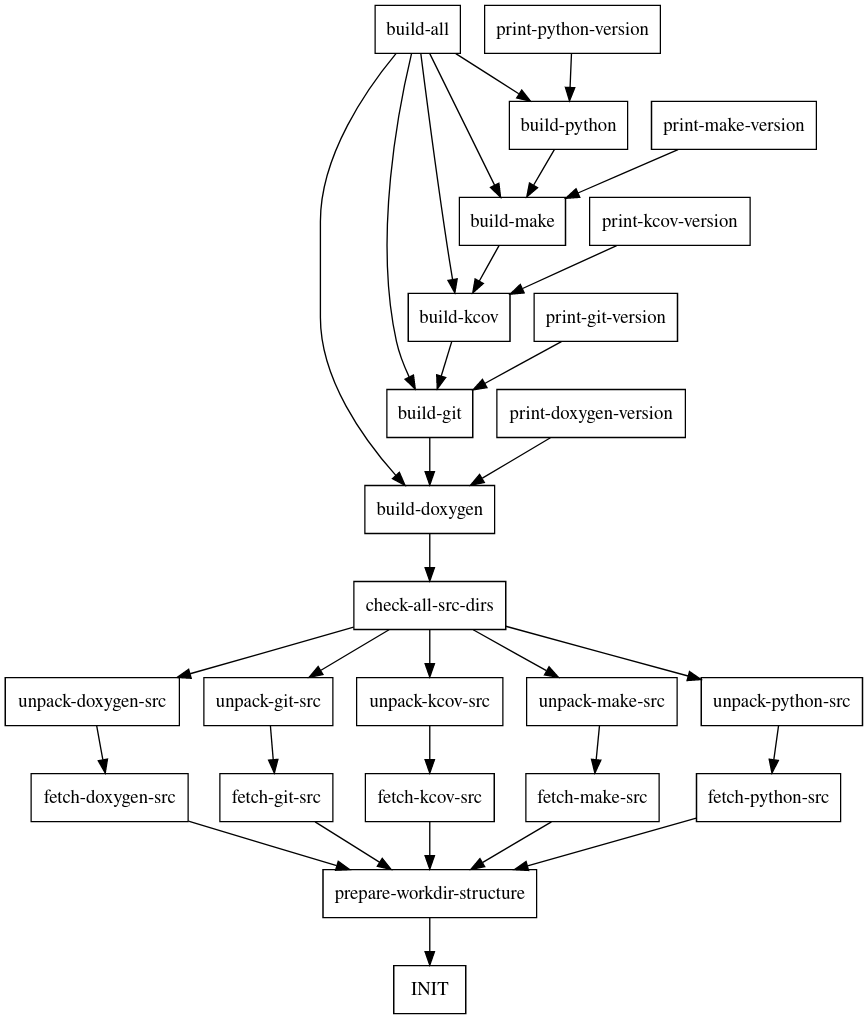 build-all
print-python-version
build-python
print-make-version
build-make
print-kcov-version
build-kcov
print-git-version
build-git
print-doxygen-version
build-doxygen
check-all-src-dirs
unpack-doxygen-src
unpack-git-src
unpack-kcov-src
unpack-make-src
unpack-python-src
fetch-doxygen-src
fetch-git-src
fetch-kcov-src
fetch-make-src
fetch-python-src
prepare-workdir-structure
INIT